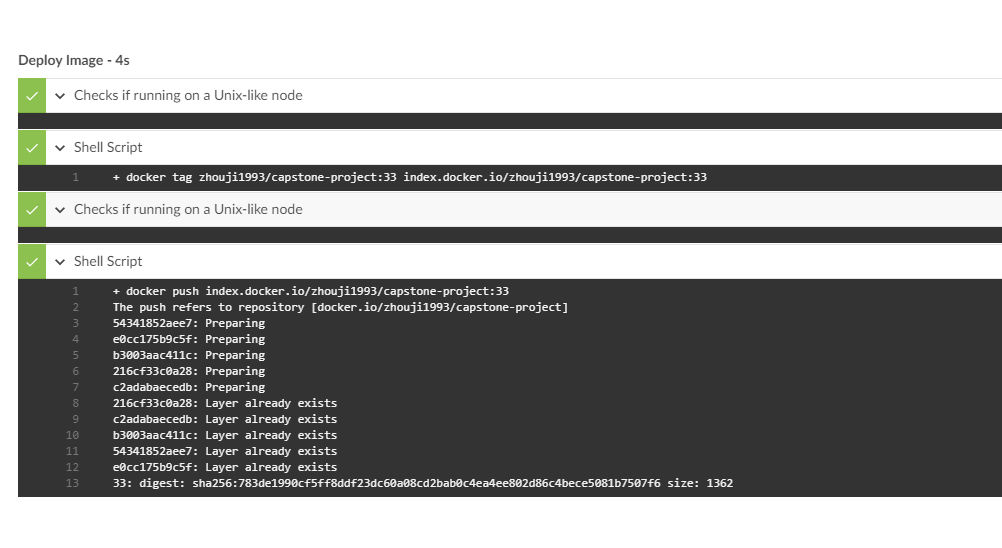 Deploy Image - 4s
Checks if running on a Unix-like node
Shell Script
1 + docker tag zhouji1993/capstone-project:33 index.docker.io/zhouji1993/capstone-project:33
Checks if running on a Unix-like node
Shell Script
1 + docker push index.docker.io/zhouji1993/capstone-project:33
2 The push refers to repository [docker.io/zhouji1993/capstone-project]
3 54341852aee7: Preparing
4 e0cc175b9c5f: Preparing
5 b3003aac411c: Preparing
6 216cf33c0a28: Preparing
7 c2adabaecedb: Preparing
8 216cf33c0a28: Layer already exists
9 c2adabaecedb: Layer already exists
10 b3003aac411c: Layer already exists
11 54341852aee7: Layer already exists
12 e0cc175b9c5f: Layer already exists
13 33: digest: sha256:783de1990cf5ff8ddf23dc60a08cd2bab0c4ea4ee802d86c4bece5081b7507f6 size: 1362